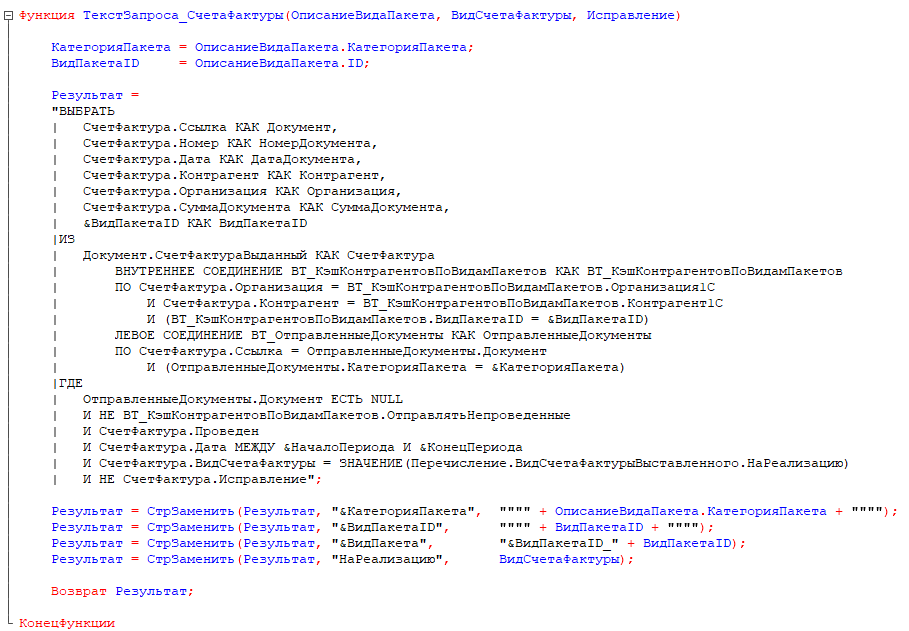 Функция ТекстЗапроса_СчетаФактуры(ОписаниеВидаПакета, ВидСчетаФактуры, Исправление)
КатегорияПакета = ОписаниеВидаПакета.КатегорияПакета;
ВидПакетаID     = ОписаниеВидаПакета.ID;
Результат =
"ВЫБРАТЬ
|   СчетФактура.Ссылка КАК Документ,
|   СчетФактура.Номер КАК НомерДокумента,
|   СчетФактура.Дата КАК ДатаДокумента,
|   СчетФактура.Контрагент КАК Контрагент,
|   СчетФактура.Организация КАК Организация,
|   СчетФактура.СуммаДокумента КАК СуммаДокумента,
|   &ВидПакетаID КАК ВидПакетаID
|ИЗ
|   Документ.СчетФактураВыданный КАК СчетФактура
|       ВНУТРЕННЕЕ СОЕДИНЕНИЕ ВТ_КэшКонтрагентовПоВидамПакетов КАК ВТ_КэшКонтрагентовПоВидамПакетов
|       ПО СчетФактура.Организация = ВТ_КэшКонтрагентовПоВидамПакетов.Организация1С
|           И СчетФактура.Контрагент = ВТ_КэшКонтрагентовПоВидамПакетов.Контрагент1С
|           И (ВТ_КэшКонтрагентовПоВидамПакетов.ВидПакетаID = &ВидПакетаID)
|       ЛЕВОЕ СОЕДИНЕНИЕ ВТ_ОтправленныеДокументы КАК ОтправленныеДокументы
|       ПО СчетФактура.Ссылка = ОтправленныеДокументы.Документ
|           И (ОтправленныеДокументы.КатегорияПакета = &КатегорияПакета)
|ГДЕ
|   ОтправленныеДокументы.Документ ЕСТЬ NULL
|   И НЕ ВТ_КэшКонтрагентовПоВидамПакетов.ОтправлятьНепроведенные
|   И СчетФактура.Проведен
|   И СчетФактура.Дата МЕЖДУ &НачалоПериода И &КонецПериода
|   И СчетФактура.ВидСчетаФактуры = ЗНАЧЕНИЕ(Перечисление.ВидСчетаФактурыВыставленного.НаРеализацию)
|   И НЕ СчетФактура.Исправление";
Результат = СтрЗаменить(Результат, "&КатегорияПакета",  """" + ОписаниеВидаПакета.КатегорияПакета + """");
Результат = СтрЗаменить(Результат, "&ВидПакетаID",      """" + ВидПакетаID + """");
Результат = СтрЗаменить(Результат, "&ВидПакета",        "&ВидПакетаID_" + ВидПакетаID);
Результат = СтрЗаменить(Результат, "НаРеализацию",      ВидСчетаФактуры);
Возврат Результат;
КонецФункции